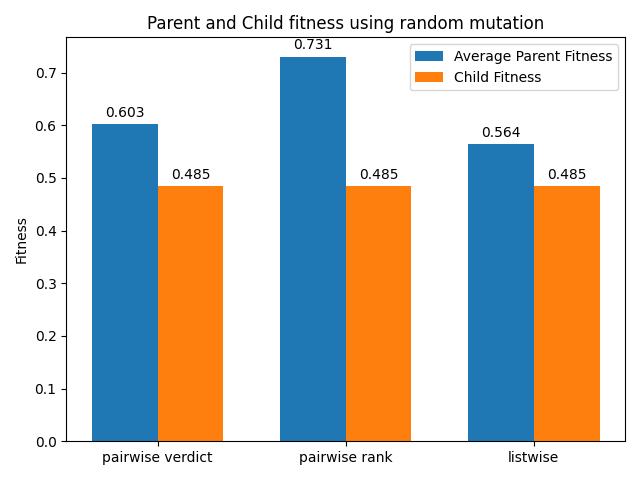 Parent and Child fitness using random mutation
Average Parent Fitness
Child Fitness
0.603
0.485
0.731
0.485
0.564
0.485
Fitness
0.7
0.6
0.5
0.4
0.3
0.2
0.1
0.0
pairwise verdict
pairwise rank
listwise